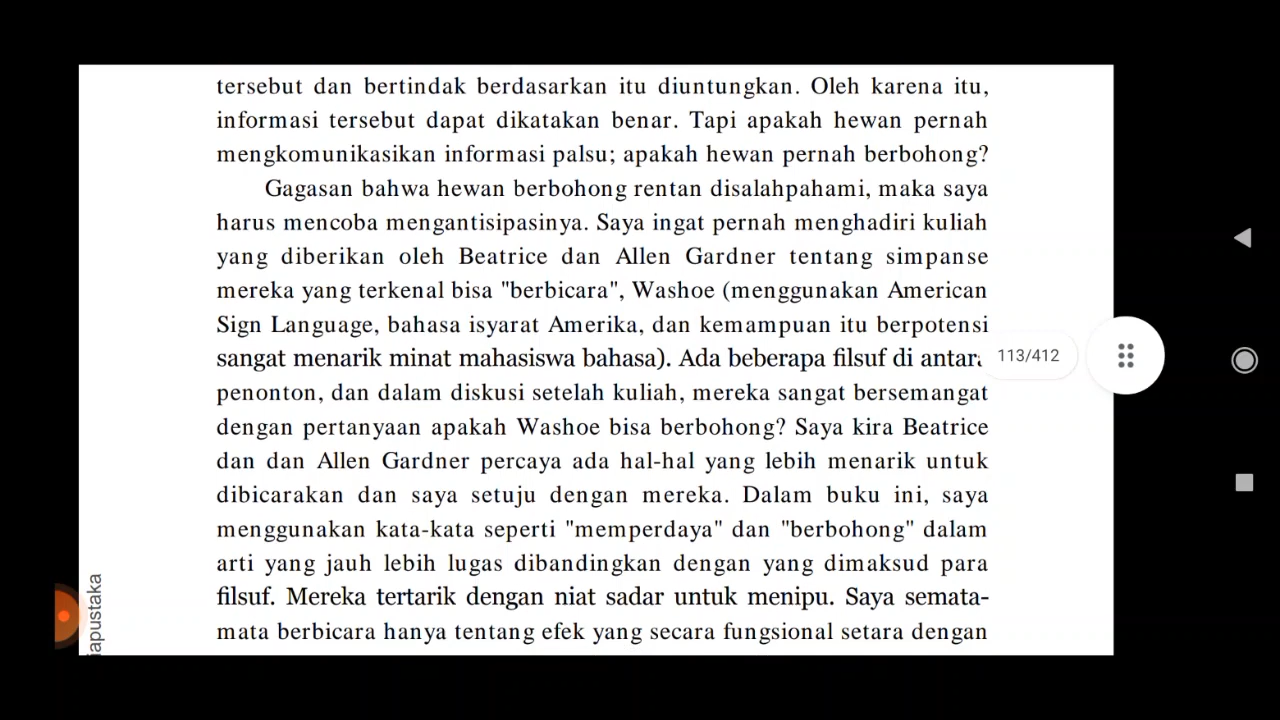 tersebut dan bertindak berdasarkan itu diuntungkan. Oleh karena itu,
informasi tersebut dapat dikatakan benar. Tapi apakah hewan pernah
mengkomunikasikan informasi palsu; apakah hewan pernah berbohong?
Gagasan bahwa hewan berbohong rentan disalahpahami, maka saya
harus mencoba mengantisipasinya. Saya ingat pernah menghadiri kuliah
yang diberikan oleh Beatrice dan Allen Gardner tentang simpanse
mereka yang terkenal bisa "berbicara", Washoe (menggunakan American
Sign Language, bahasa isyarat Amerika, dan kemampuan itu berpotensi
sangat menarik minat mahasiswa bahasa). Ada beberapa filsuf di antara
113/412
penonton, dan dalam diskusi setelah kuliah, mereka sangat bersemangat
dengan pertanyaan apakah Washoe bisa berbohong? Saya kira Beatrice
dan dan Allen Gardner percaya ada hal-hal yang lebih menarik untuk
dibicarakan dan saya setuju dengan mereka. Dalam buku ini, saya
menggunakan kata-kata seperti "memperdaya" dan "berbohong" dalam
arti yang jauh lebih lugas dibandingkan dengan yang dimaksud para
filsuf. Mereka tertarik dengan niat sadar untuk menipu. Saya semata-
mata berbicara hanya tentang efek yang secara fungsional setara dengan
iapustaka